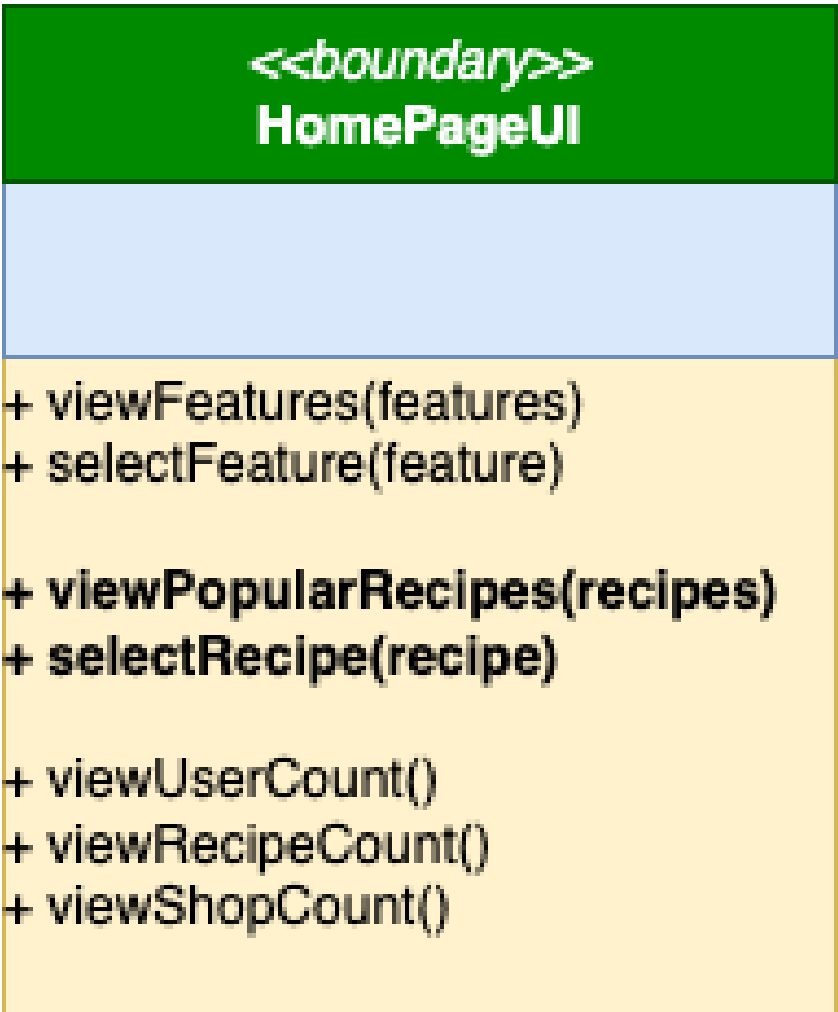 <<boundary>>
HomePageUI
+ viewFeatures(features)
+ selectFeature(feature)
+ viewPopularRecipes(recipes)
+ selectRecipe(recipe)
+ viewUserCount()
+ viewRecipeCount()
+ viewShopCount()